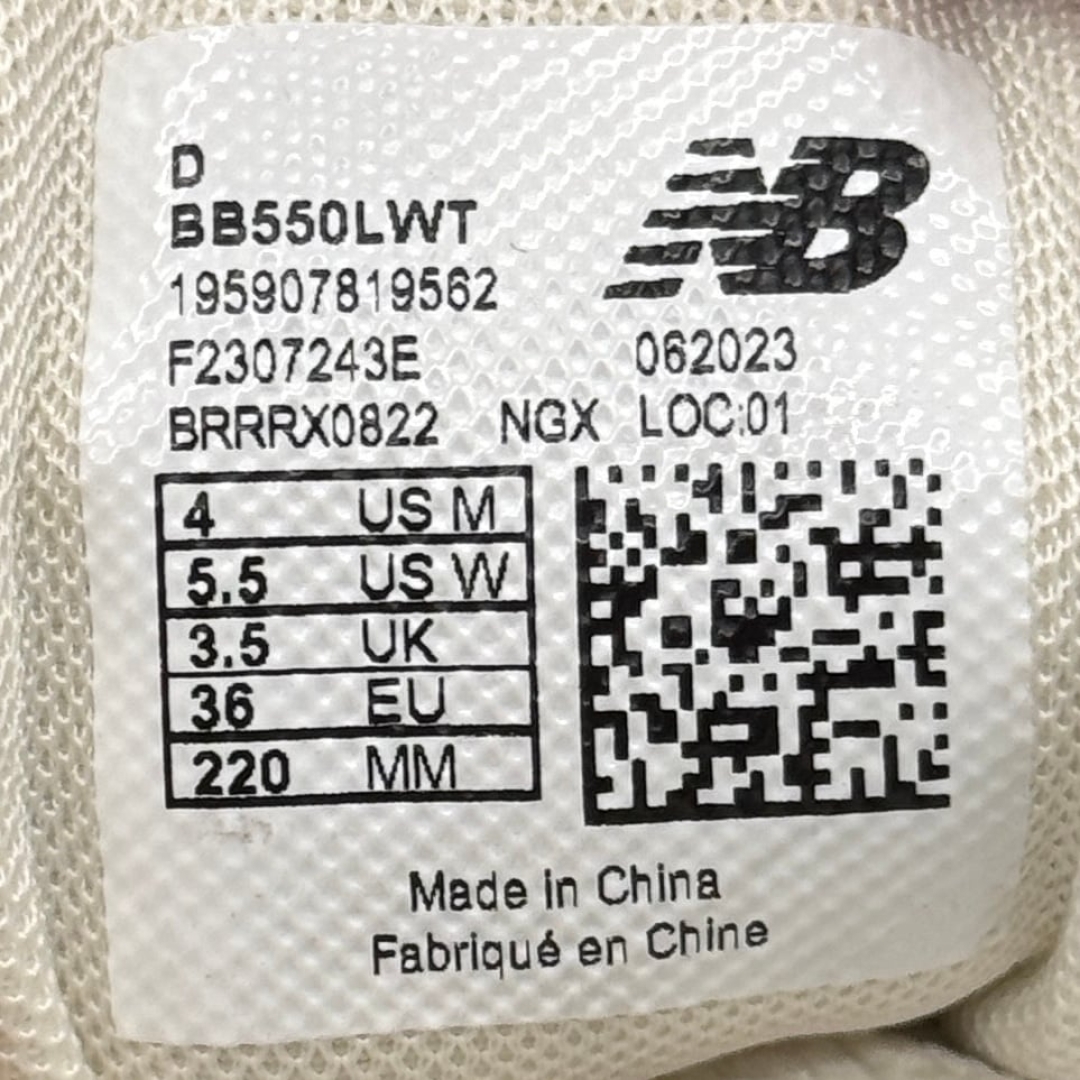 D
BB550LWT
195907819562
F2307243E 062023
BRRRX0822 NGX LOC:01
NB
4 US M
5.5 US W
3.5 UK
36 EU
220 MM
Made in China
Fabriqué en Chine